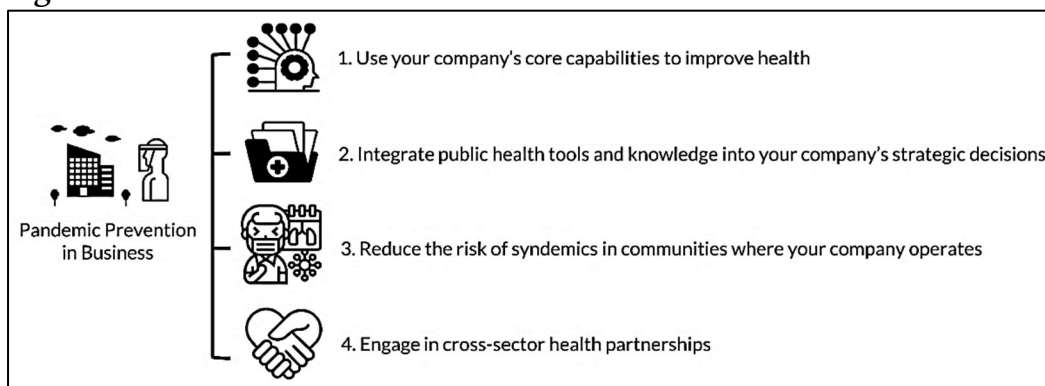 1. Use your company's core capabilities to improve health
2. Integrate public health tools and knowledge into your company's strategic decisions
Pandemic Prevention
in Business
3. Reduce the risk of syndemics in communities where your company operates
4. Engage in cross-sector health partnerships